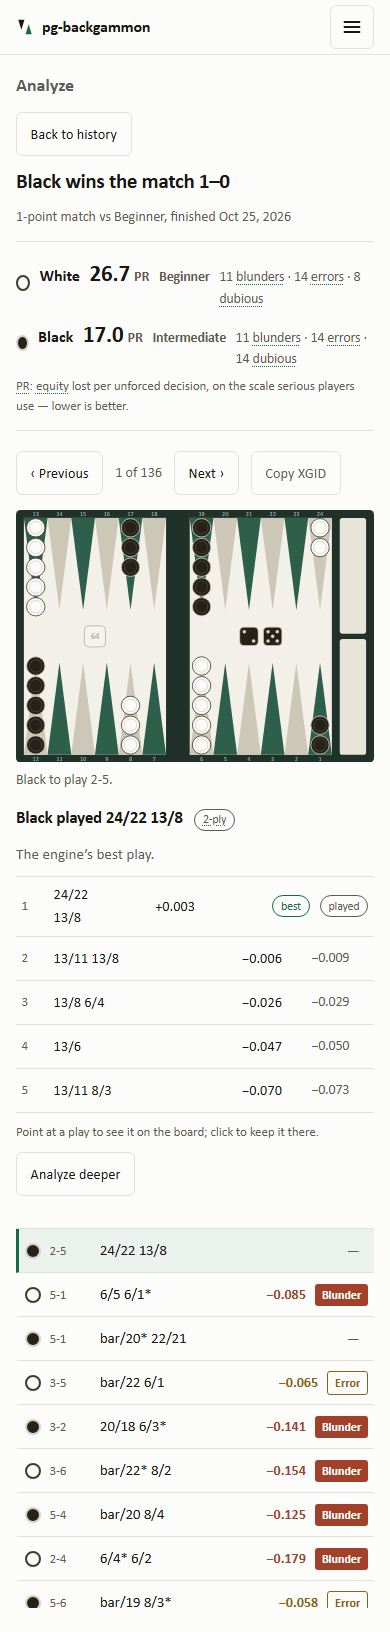 pg-backgammon
Analyze
Back to history
Black wins the match 1–0
1-point match vs Beginner, finished Oct 25, 2026
White 26.7 PR Beginner 11 blunders · 14 errors · 8
dubious
Black 17.0 PR Intermediate 11 blunders · 14 errors ·
14 dubious
PR: equity lost per unforced decision, on the scale serious players
use — lower is better.
‹ Previous 1 of 136 Next › Copy XGID
13 14 15 16 17 18 19 20 21 22 23 24
64
12 11 10 9 8 7 6 5 4 3 2 1
Black to play 2-5.
Black played 24/22 13/8 2-ply
The engine’s best play.
1 24/22
13/8 +0.003 best played
2 13/11 13/8 −0.006 −0.009
3 13/8 6/4 −0.026 −0.029
4 13/6 −0.047 −0.050
5 13/11 8/3 −0.070 −0.073
Point at a play to see it on the board; click to keep it there.
Analyze deeper
2-5 24/22 13/8 —
5-1 6/5 6/1* −0.085 Blunder
5-1 bar/20* 22/21 —
3-5 bar/22 6/1 −0.065 Error
3-2 20/18 6/3* −0.141 Blunder
3-6 bar/22* 8/2 −0.154 Blunder
5-4 bar/20 8/4 −0.125 Blunder
2-4 6/4* 6/2 −0.179 Blunder
5-6 bar/19 8/3* −0.058 Error